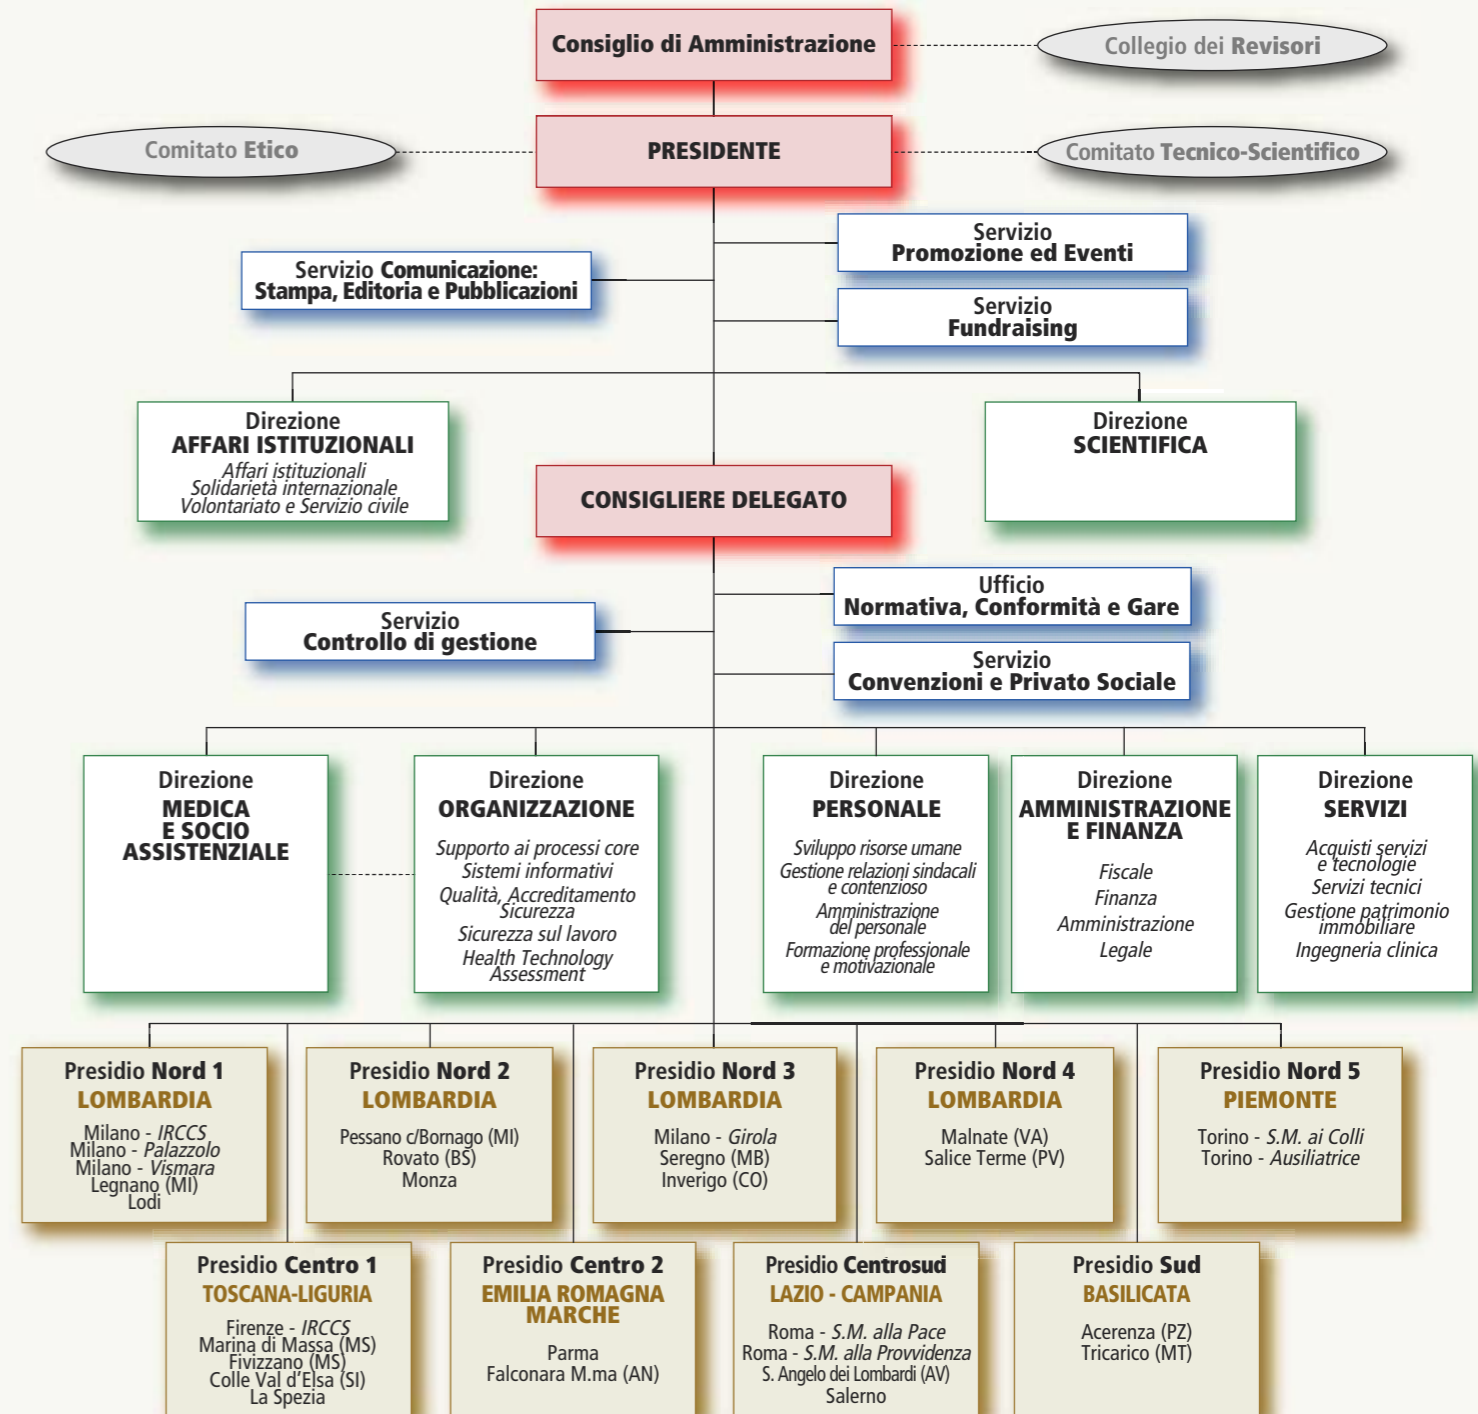 Consiglio di Amministrazione
Collegio dei Revisori
Comitato Etico
PRESIDENTE
Comitato Tecnico-Scientifico
Servizio
Promozione ed Eventi
Servizio Comunicazione:
Stampa, Editoria e Pubblicazioni
Servizio
Fundraising
Direzione
AFFARI ISTITUZIONALI
Affari istituzionali
Solidarietà internazionale
Volontariato e Servizio civile
Direzione
SCIENTIFICA
CONSIGLIERE DELEGATO
Ufficio
Normativa, Conformità e Gare
Servizio
Controllo di gestione
Servizio
Convenzioni e Privato Sociale
Direzione
MEDICA
E SOCIO
ASSISTENZIALE
Direzione
ORGANIZZAZIONE
Supporto ai processi core
Sistemi informativi
Qualità, Accreditamento
Sicurezza
Sicurezza sul lavoro
Health Technology
Assessment
Direzione
PERSONALE
Sviluppo risorse umane
Gestione relazioni sindacali
e contenzioso
Amministrazione
del personale
Formazione professionale
e motivazionale
Direzione
AMMINISTRAZIONE
E FINANZA
Fiscale
Finanza
Amministrazione
Legale
Direzione
SERVIZI
Acquisti servizi
e tecnologie
Servizi tecnici
Gestione patrimonio
immobiliare
Ingegneria clinica
Presidio Nord 1
LOMBARDIA
Milano - IRCCS
Milano - Palazzolo
Milano - Vismara
Legnano (MI)
Lodi
Presidio Nord 2
LOMBARDIA
Pessano c/Bornago (MI)
Rovato (BS)
Monza
Presidio Nord 3
LOMBARDIA
Milano - Girola
Seregno (MB)
Inverigo (CO)
Presidio Nord 4
LOMBARDIA
Malnate (VA)
Salice Terme (PV)
Presidio Nord 5
PIEMONTE
Torino - S.M. ai Colli
Torino - Ausiliatrice
Presidio Centro 1
TOSCANA-LIGURIA
Firenze - IRCCS
Marina di Massa (MS)
Fivizzano (MS)
Colle Val d'Elsa (SI)
La Spezia
Presidio Centro 2
EMILIA ROMAGNA
MARCHE
Parma
Falconara M.ma (AN)
Presidio Centrosud
LAZIO - CAMPANIA
Roma - S.M. alla Pace
Roma - S.M. alla Provvidenza
S. Angelo dei Lombardi (AV)
Salerno
Presidio Sud
BASILICATA
Acerenza (PZ)
Tricarico (MT)